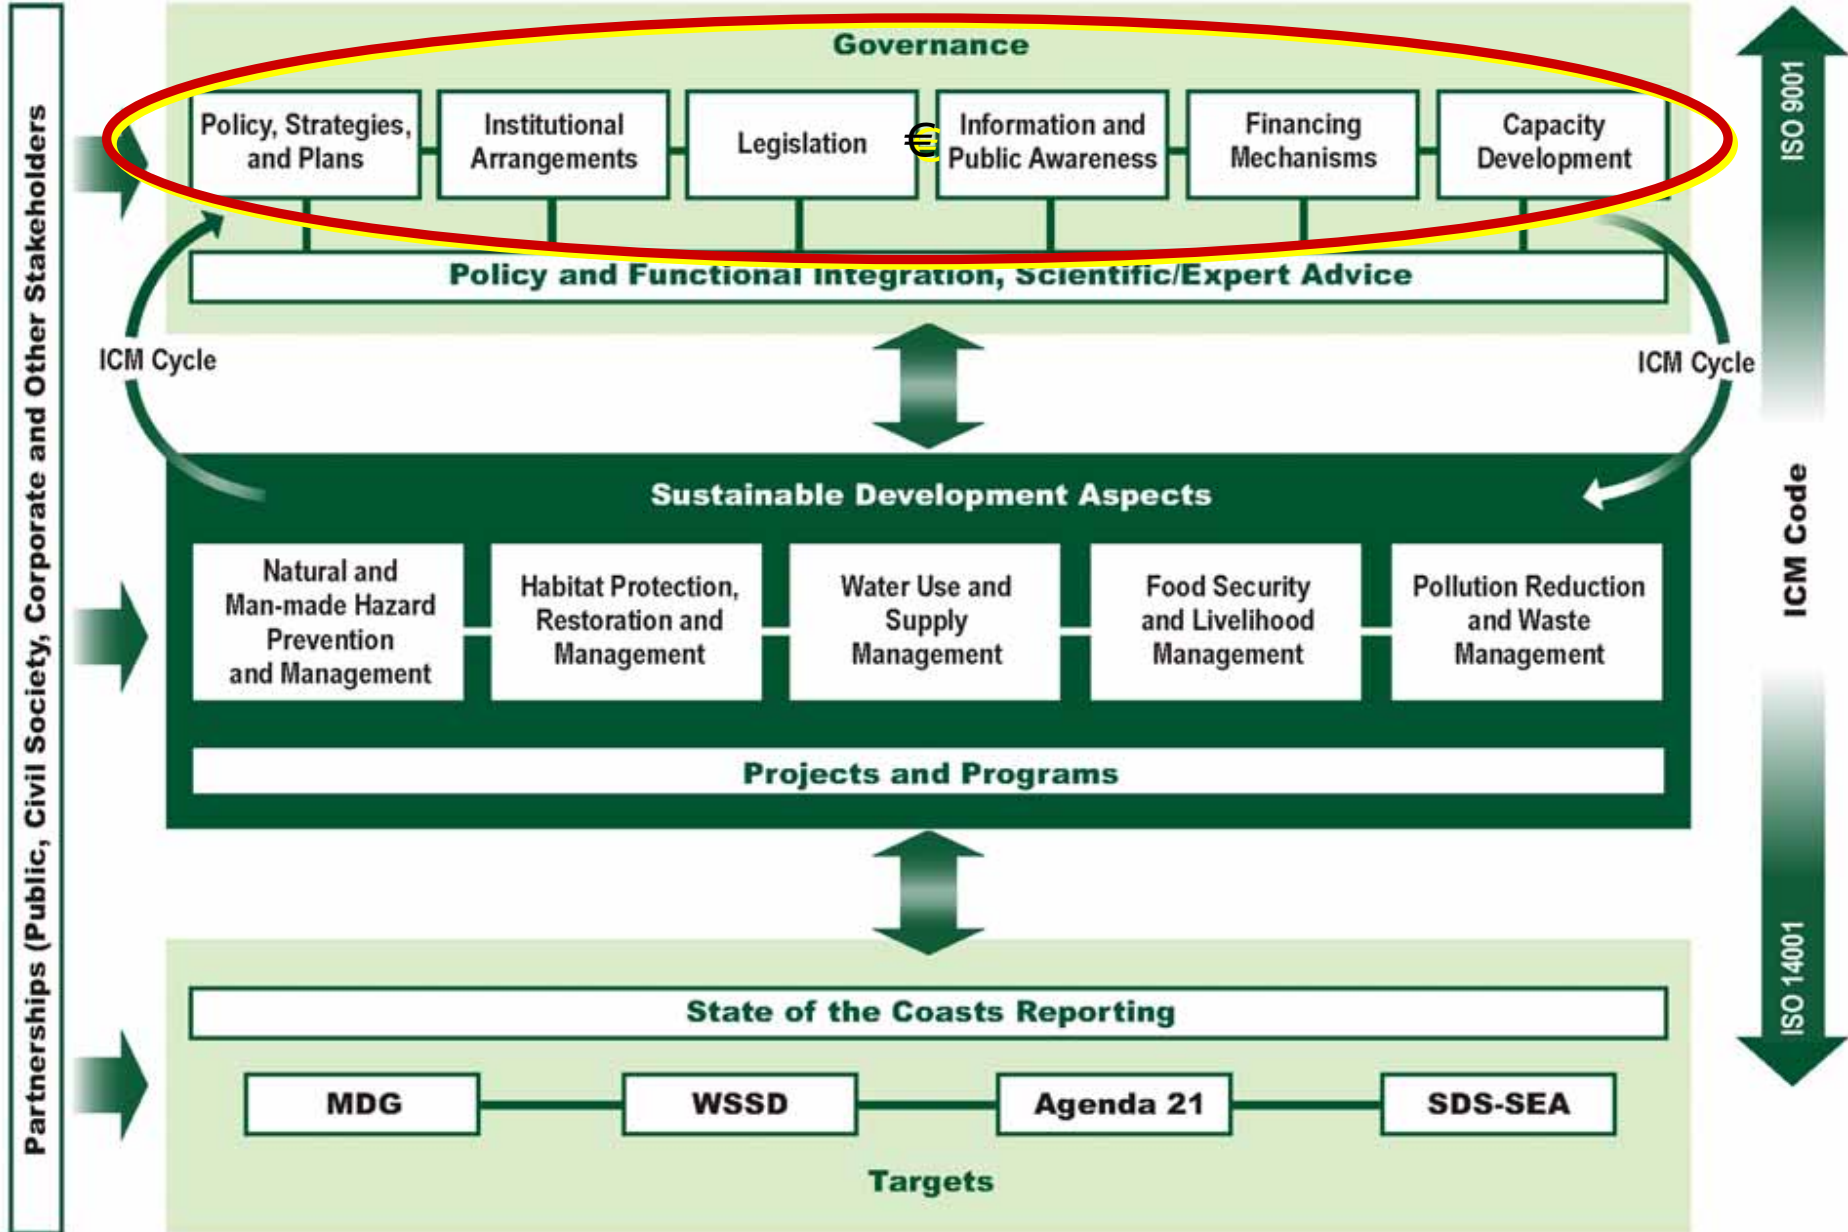 Partnerships (Public, Civil Society, Corporate and Other Stakeholders
Governance
Policy, Strategies,
and Plans
Institutional
Arrangements
Legislation
€
Information and
Public Awareness
Financing
Mechanisms
Capacity
Development
Policy and Functional Integration, Scientific/Expert Advice
ICM Cycle
ICM Cycle
Sustainable Development Aspects
Natural and
Man-made Hazard
Prevention
and Management
Habitat Protection,
Restoration and
Management
Water Use and
Supply
Management
Food Security
and Livelihood
Management
Pollution Reduction
and Waste
Management
Projects and Programs
State of the Coasts Reporting
MDG
WSSD
Agenda 21
SDS-SEA
Targets
ISO 9001
ICM Code
ISO 14001